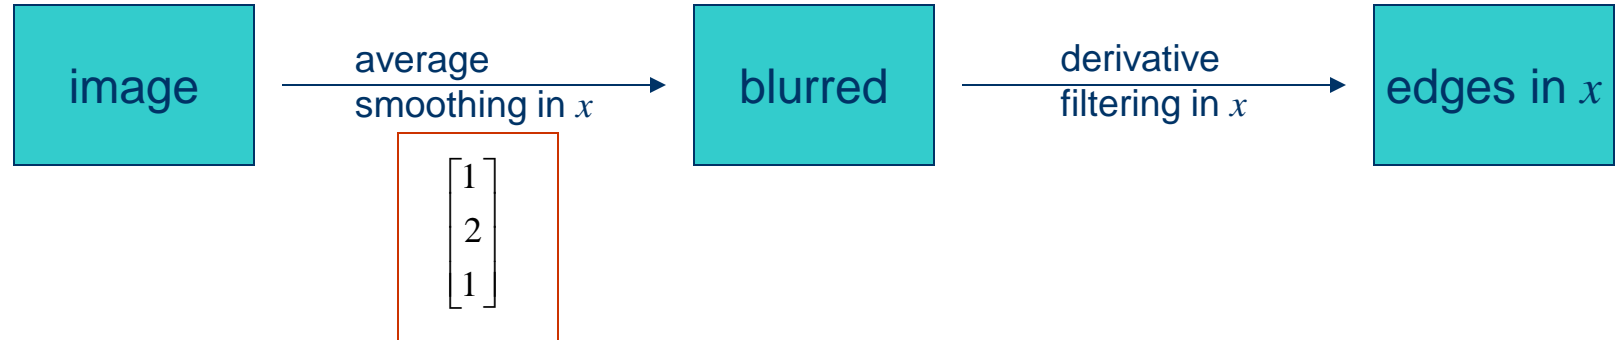 image
average
smoothing in x
blurred
derivative
filtering in x
edges in x
1
2
1